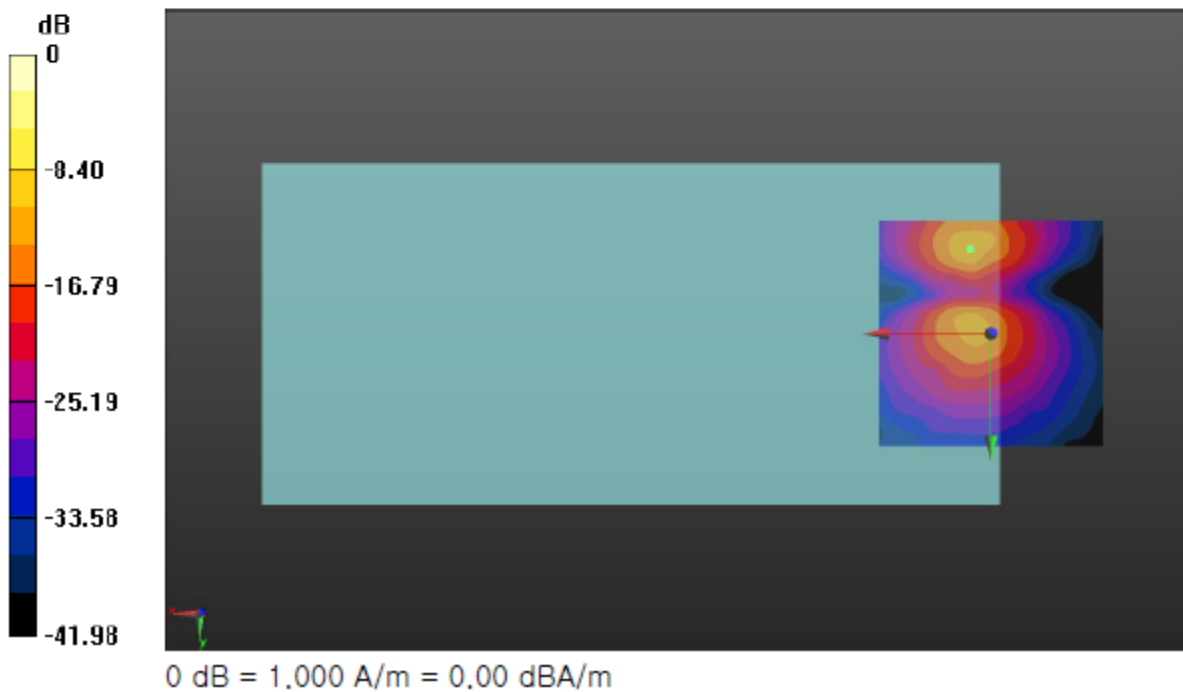 dB
0
-8.40
-16.79
-25.19
-33.58
-41.98
x
z
y
0 dB = 1,000 A/m = 0,00 dBA/m